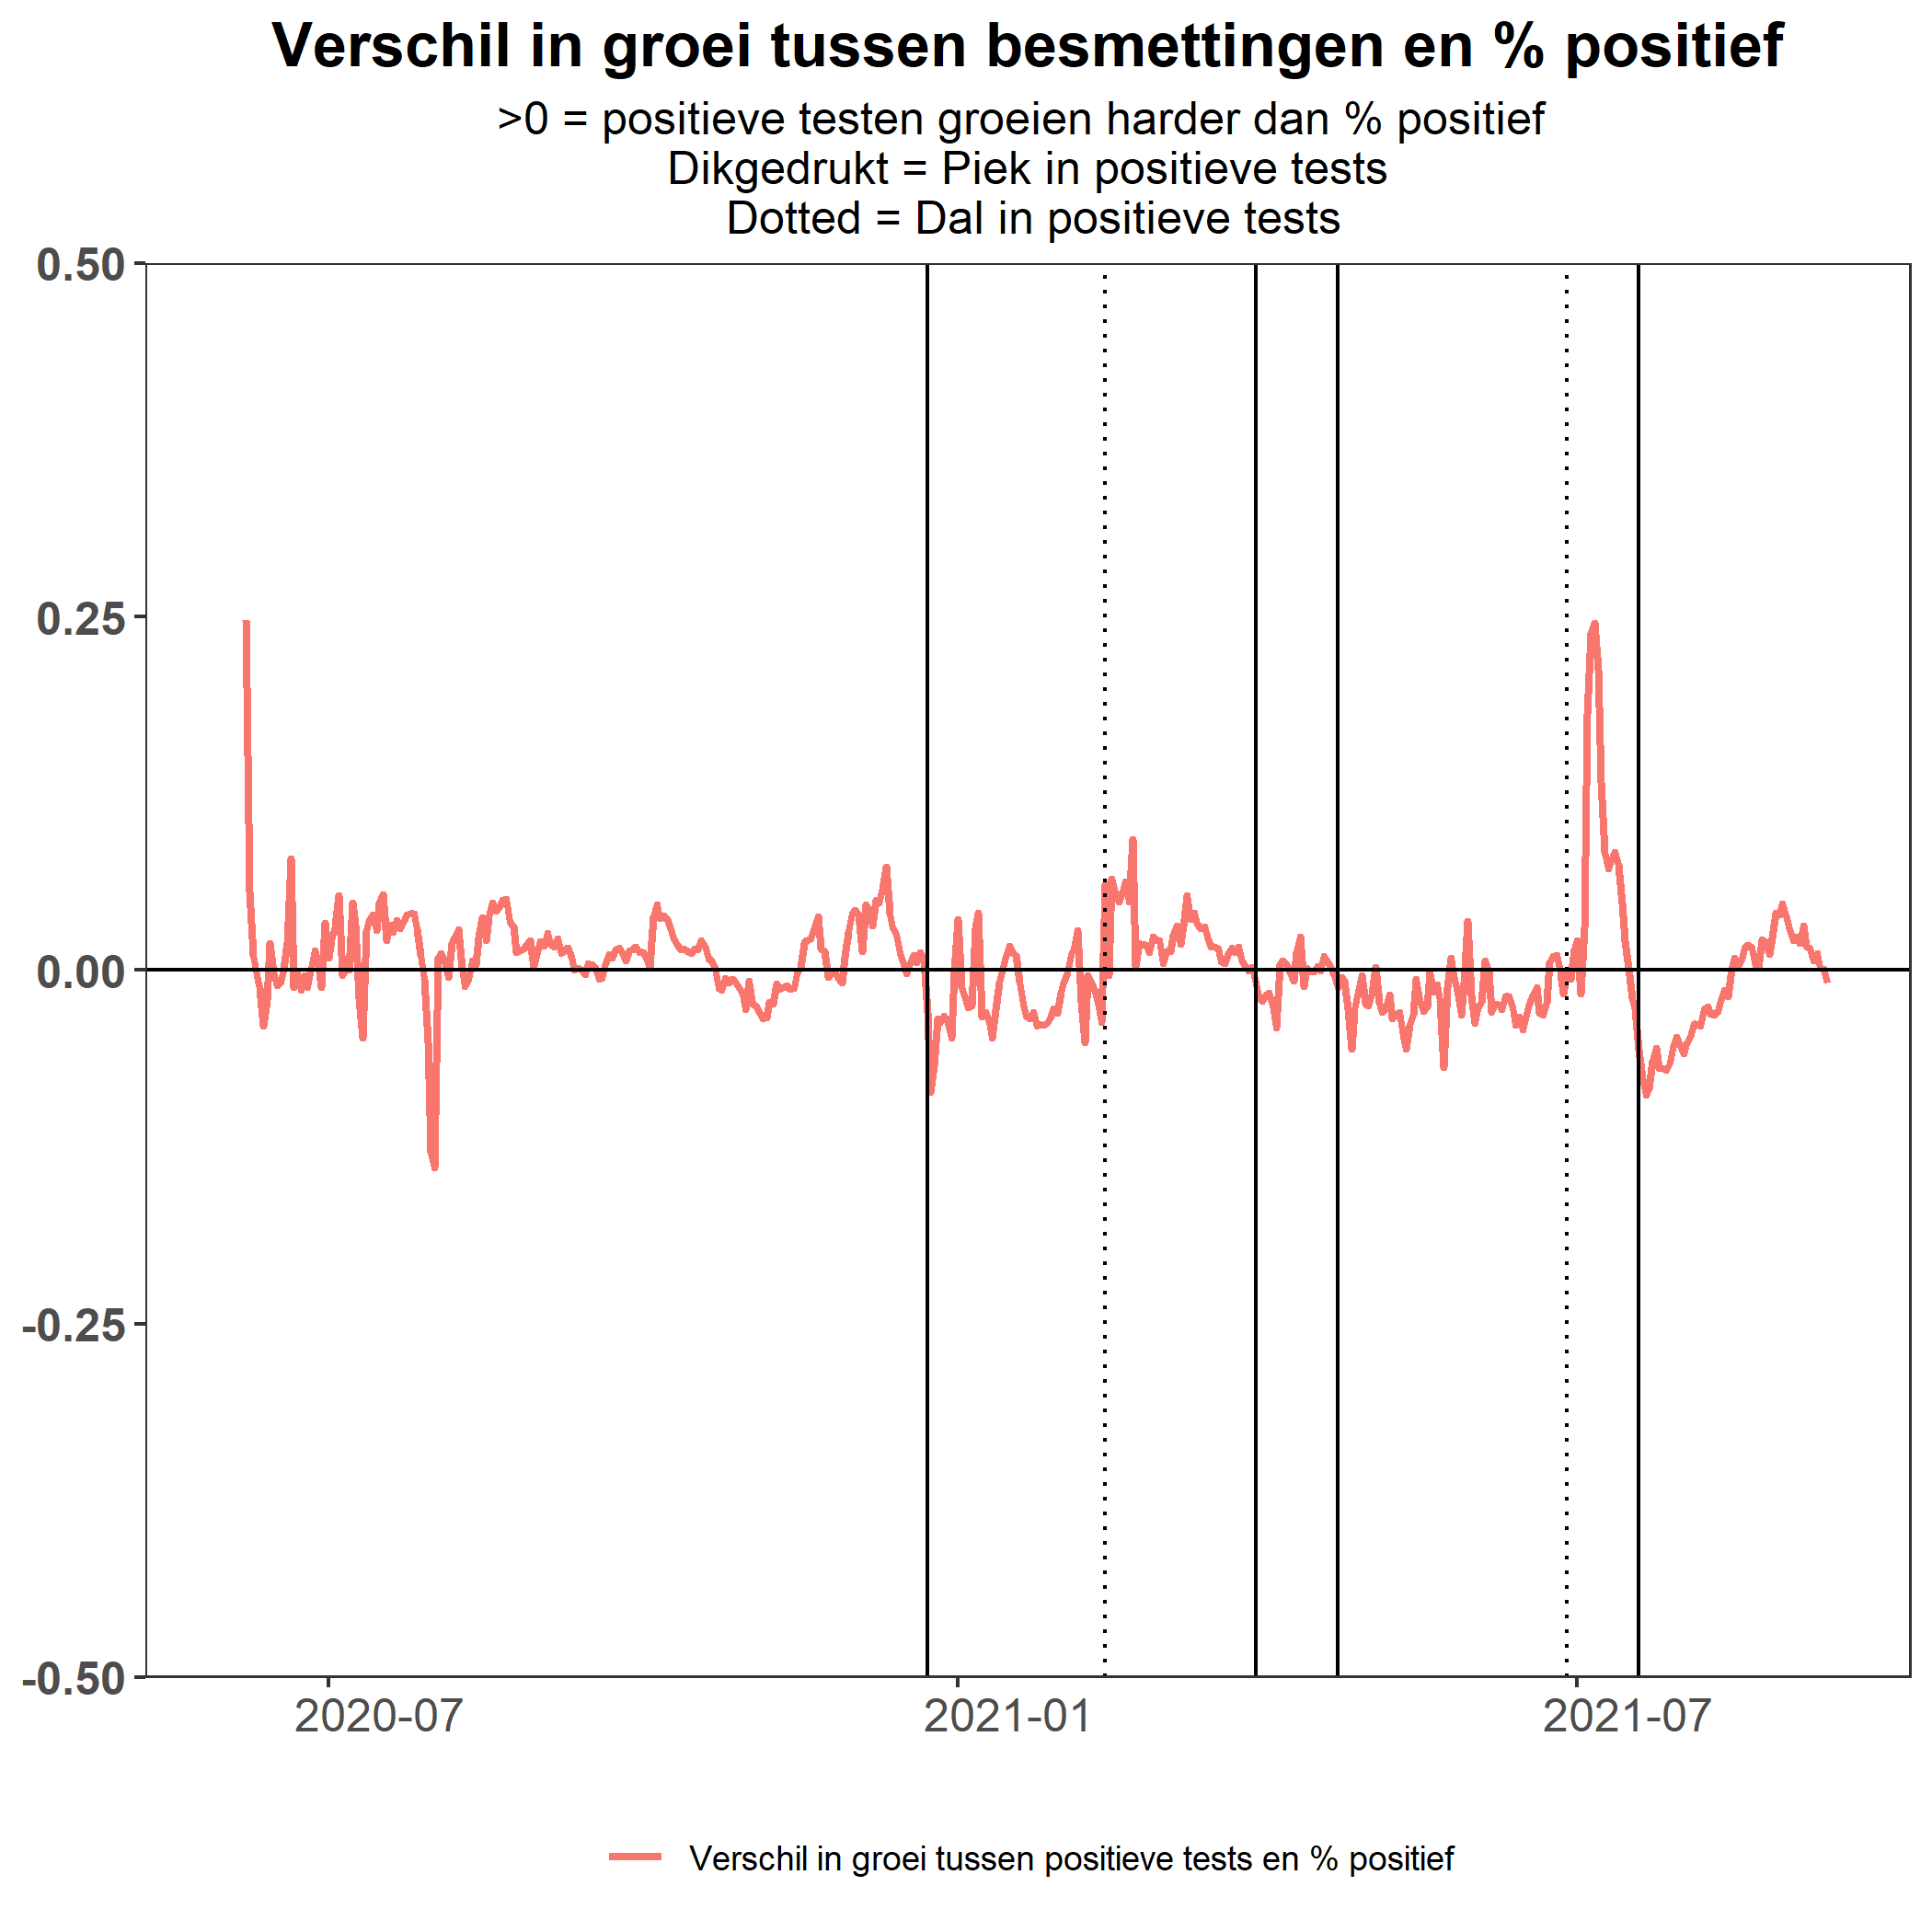 Verschil in groei tussen besmettingen en % positief
>0 = positieve testen groeien harder dan % positief
Dikgedrukt = Piek in positieve tests
Dotted = Dal in positieve tests
0.50
0.25
0.00
-0.25
-0.50
2020-07
2021-01
2021-07
Verschil in groei tussen positieve tests en % positief